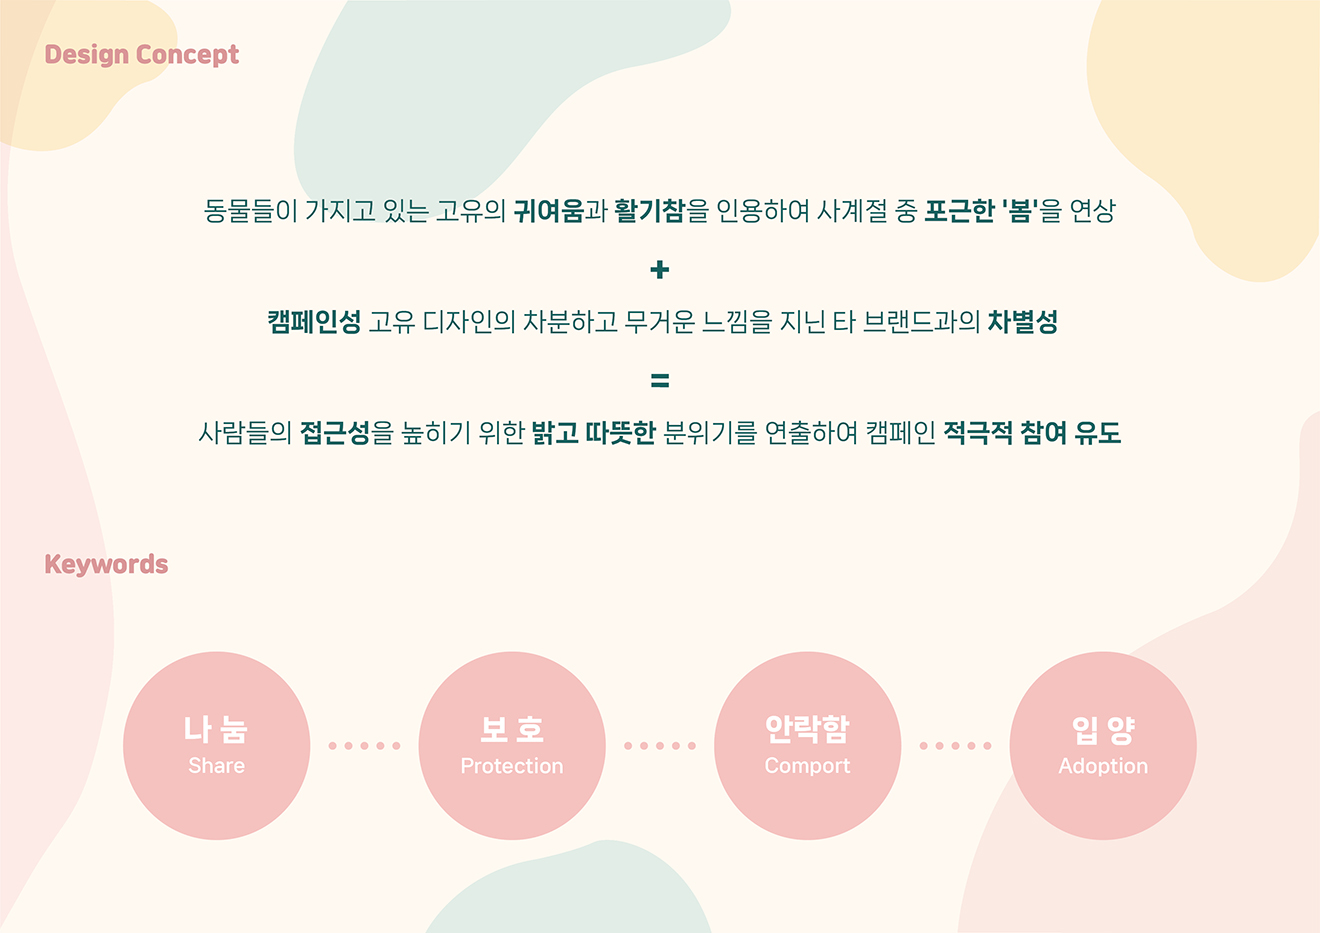 Design Concept
동물들이 가지고 있는 고유의 귀여움과 활기참을 인용하여 사계절 중 포근한 '봄'을 연상
+
캠페인성 고유 디자인의 차분하고 무거운 느낌을 지닌 타 브랜드과의 차별성
=
사람들의 접근성을 높히기 위한 밝고 따뜻한 분위기를 연출하여 캠페인 적극적 참여 유도
Keywords
나 눔
Share
보 호
Protection
안락함
Comport
입 양
Adoption